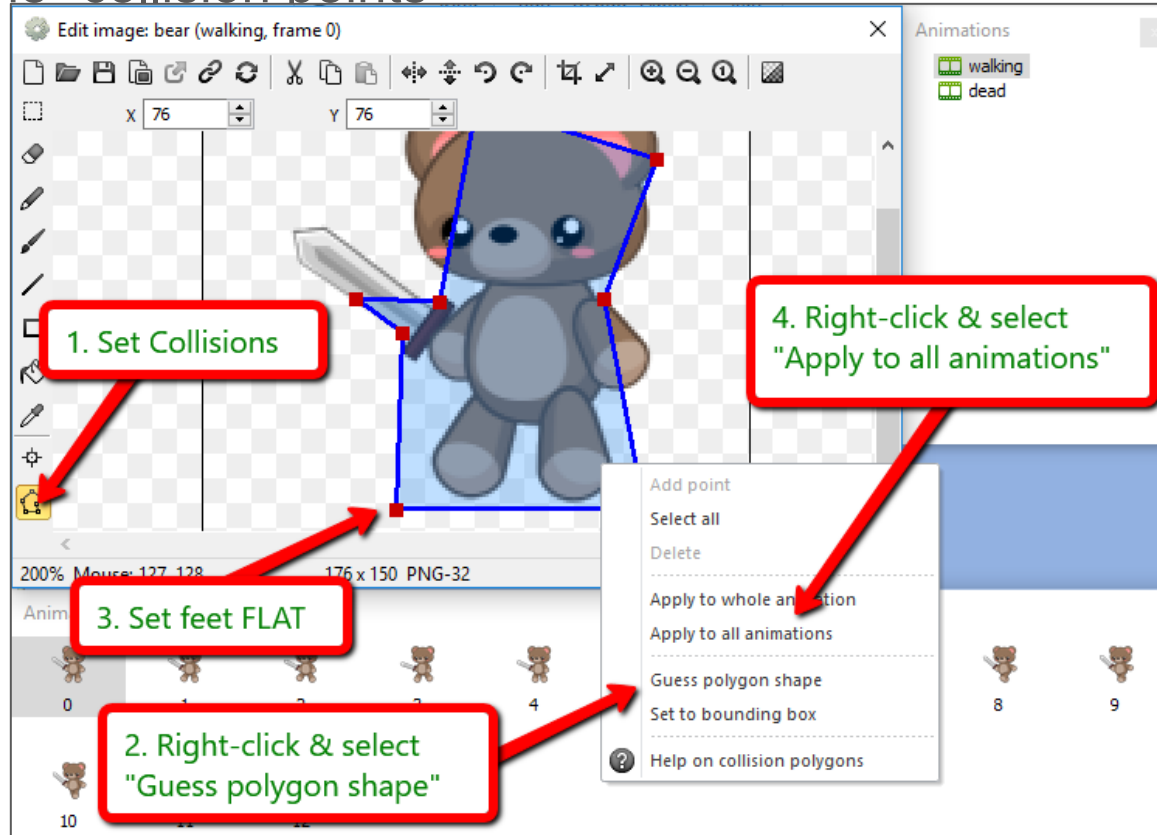 collision points
Edit image: bear (walking, frame 0)
Animations
walking
dead
X 76 Y 76
1. Set Collisions
4. Right-click & select
"Apply to all animations"
Add point
Select all
Delete
200% Mouse: 127, 128 176 x 150 PNG-32
Apply to whole animation
Apply to all animations
3. Set feet FLAT
Guess polygon shape
Set to bounding box
0 4 8 9
2. Right-click & select
"Guess polygon shape"
Help on collision polygons
10